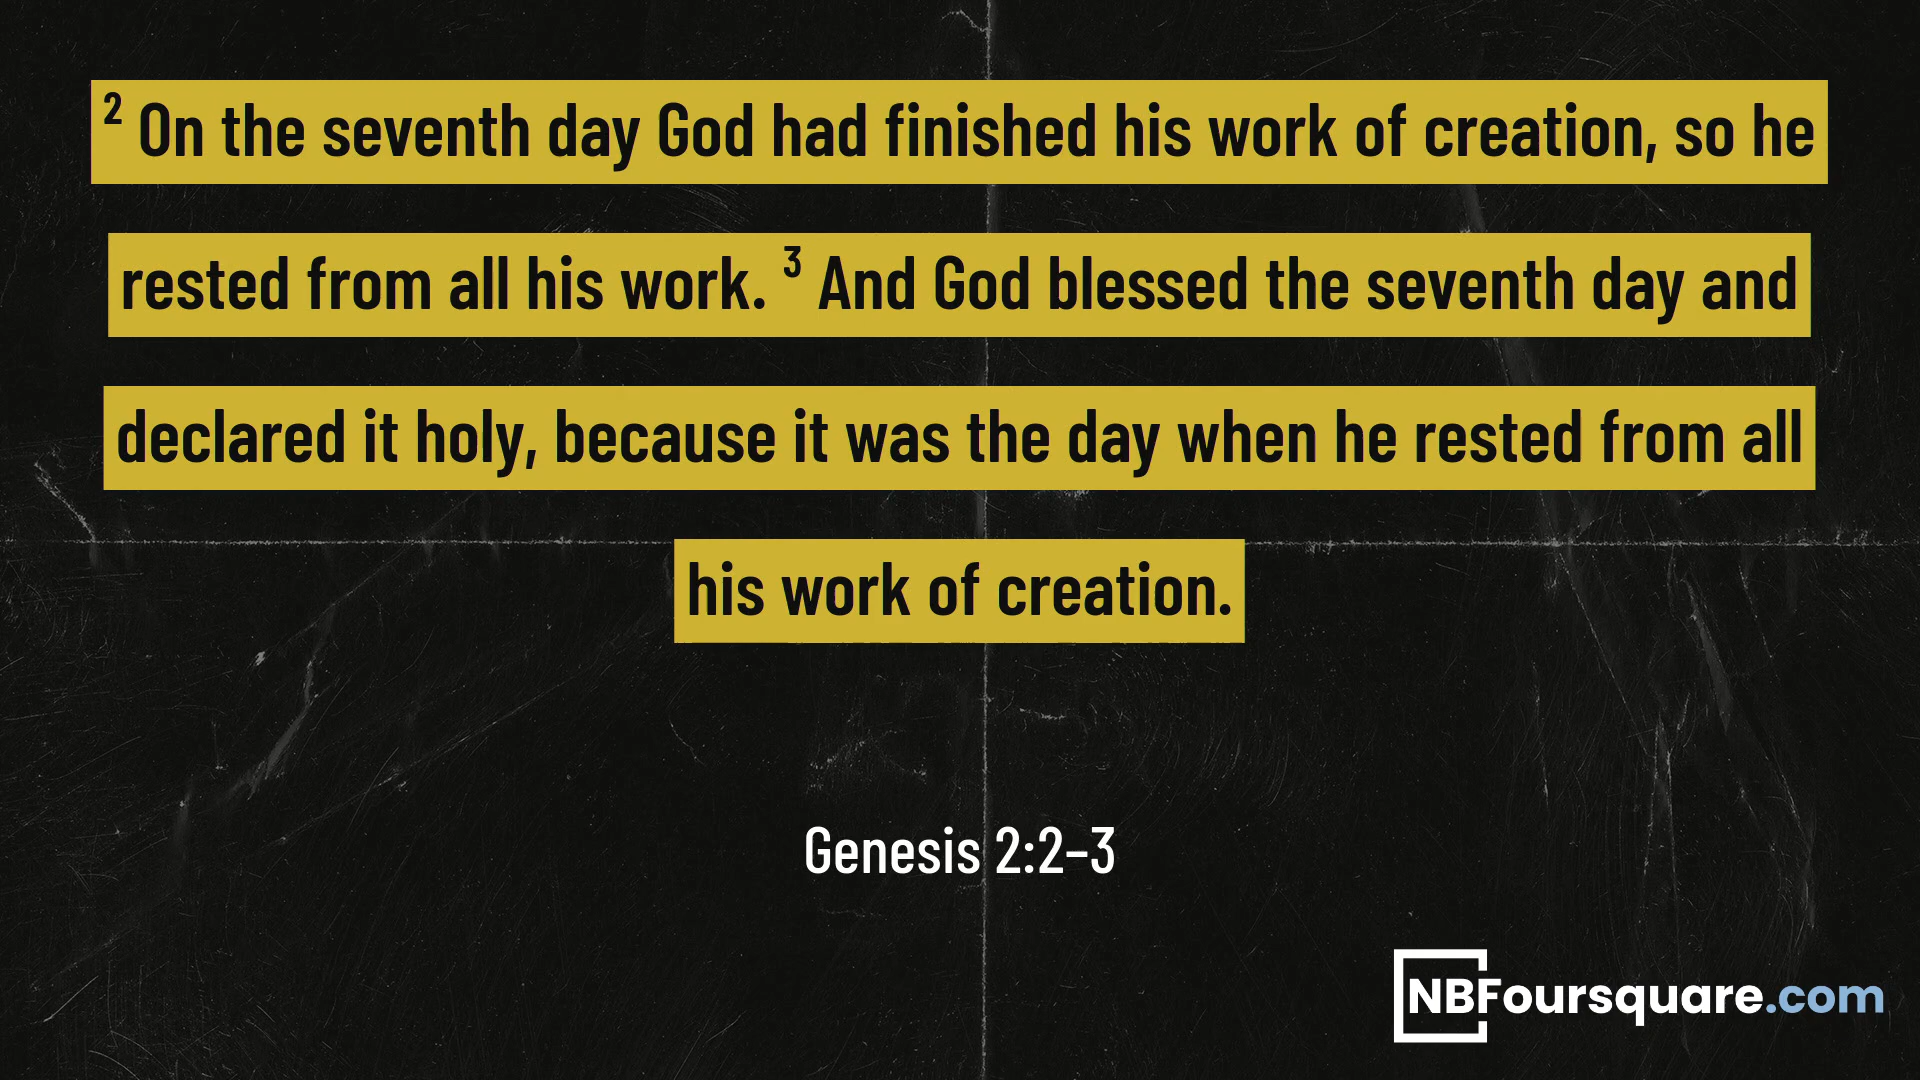 ² On the seventh day God had finished his work of creation, so he
rested from all his work. ³ And God blessed the seventh day and
declared it holy, because it was the day when he rested from all
his work of creation.
Genesis 2:2–3
NBFoursquare.com